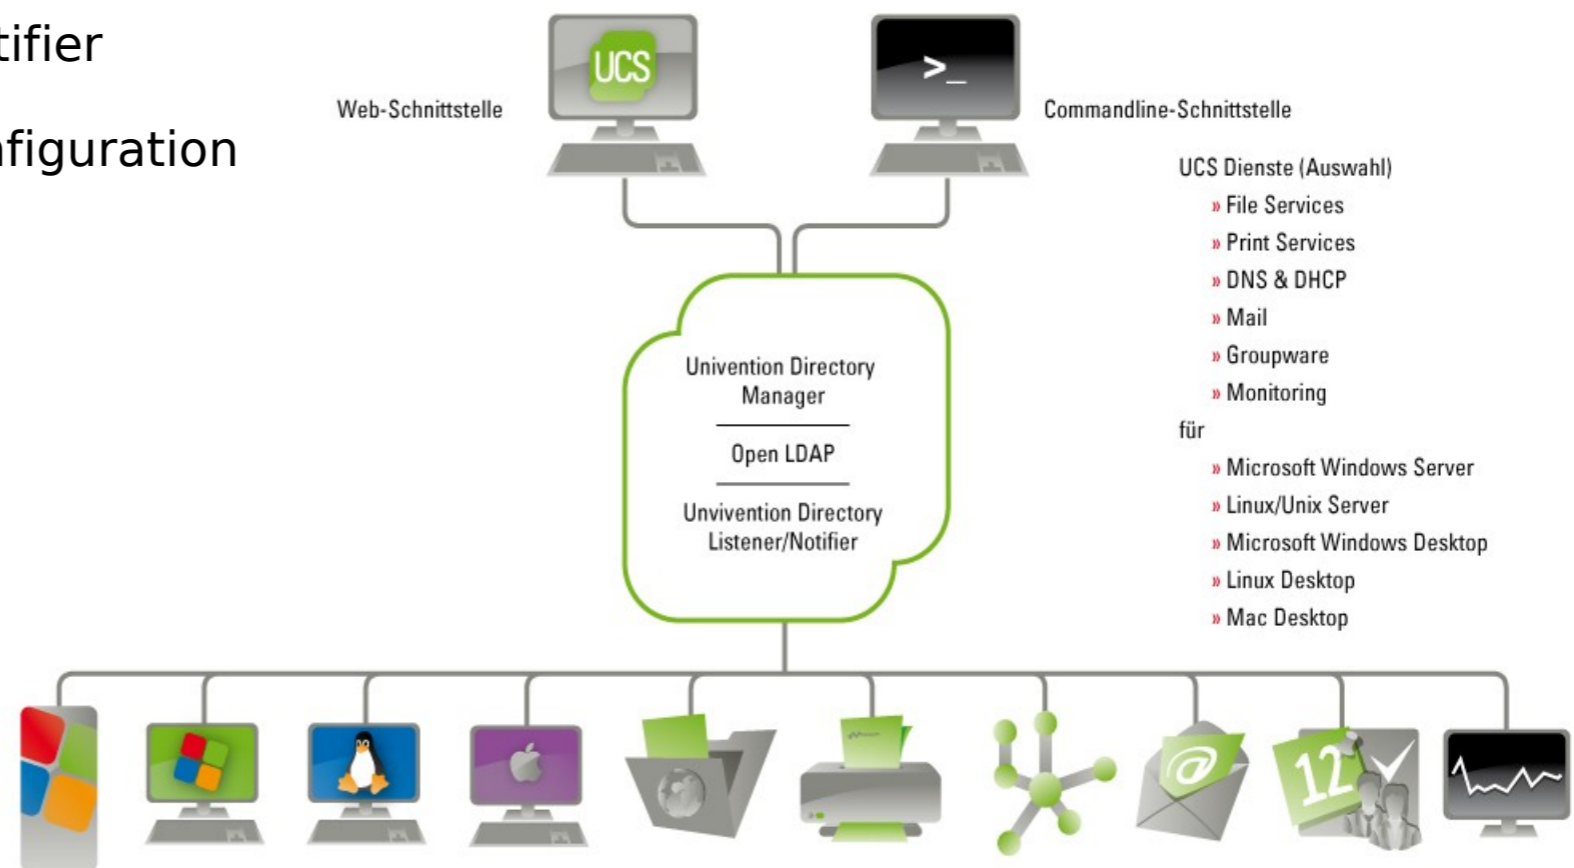 tifier
nfiguration
UCS
>_
Web-Schnittstelle
Commandline-Schnittstelle
UCS Dienste (Auswahl)
» File Services
» Print Services
» DNS & DHCP
» Mail
» Groupware
» Monitoring
für
» Microsoft Windows Server
» Linux/Unix Server
» Microsoft Windows Desktop
» Linux Desktop
» Mac Desktop
Univention Directory
Manager
Open LDAP
Unvivention Directory
Listener/Notifier
@
12